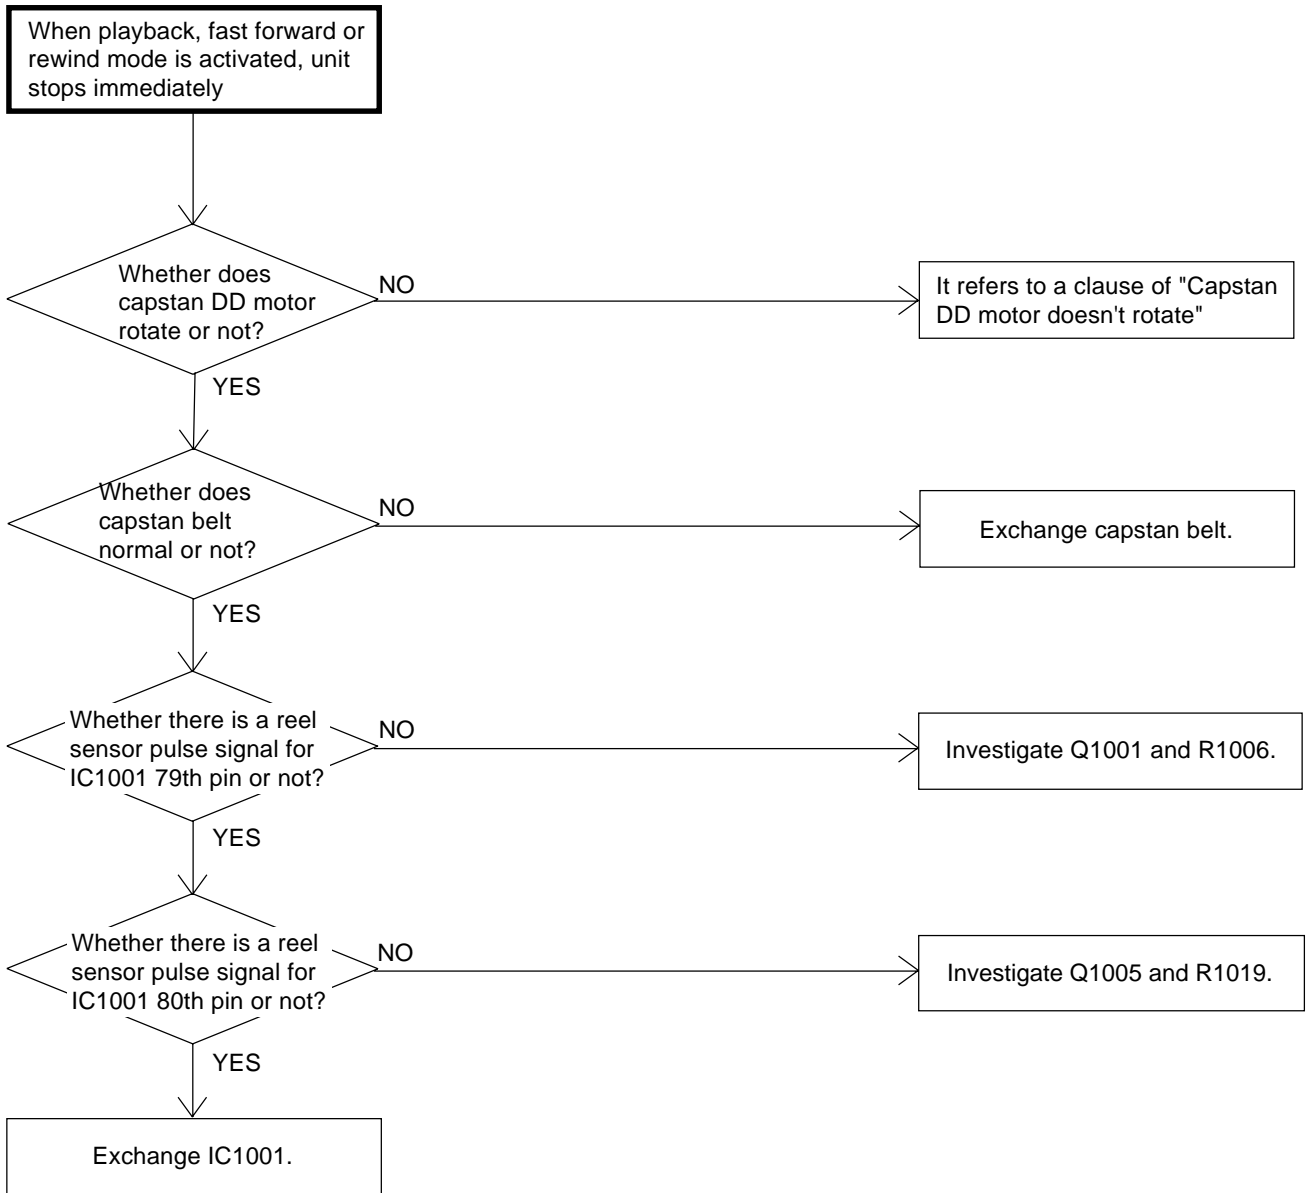 When playback, fast forward or
rewind mode is activated, unit
stops immediately
Whether does
capstan DD motor
rotate or not?
NO
It refers to a clause of "Capstan
DD motor doesn't rotate"
YES
Whether does
capstan belt
normal or not?
NO
Exchange capstan belt.
YES
Whether there is a reel
sensor pulse signal for
IC1001 79th pin or not?
NO
Investigate Q1001 and R1006.
YES
Whether there is a reel
sensor pulse signal for
IC1001 80th pin or not?
NO
Investigate Q1005 and R1019.
YES
Exchange IC1001.